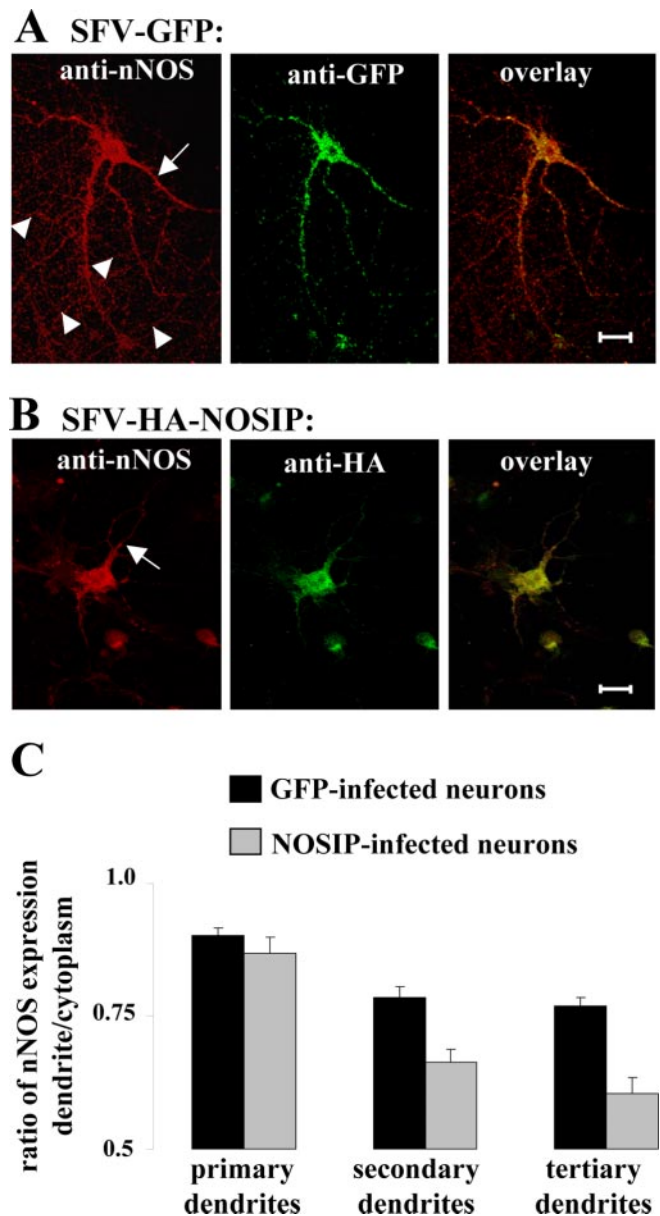 A SFV-GFP:
anti-nNOS anti-GFP overlay
B SFV-HA-NOSIP:
anti-nNOS anti-HA overlay
C
GFP-infected neurons
NOSIP-infected neurons
ratio of nNOS expression
dendrite/cytoplasm
1.0
0.75
0.5
primary dendrites
secondary dendrites
tertiary dendrites